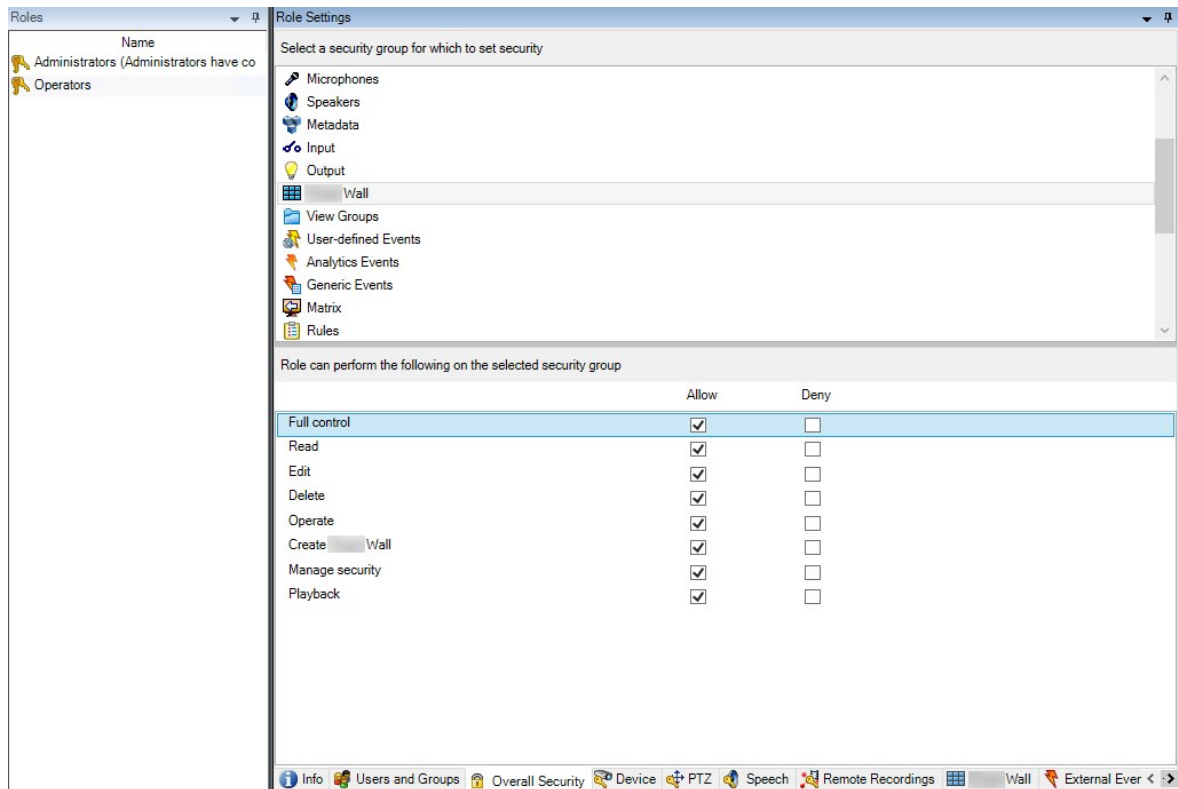 Roles
Name
Administrators (Administrators have co
Operators
Role Settings
Select a security group for which to set security
Microphones
Speakers
Metadata
Input
Output
Wall
View Groups
User-defined Events
Analytics Events
Generic Events
Matrix
Rules
Role can perform the following on the selected security group
Allow Deny
Full control
Read
Edit
Delete
Operate
Create Wall
Manage security
Playback
Info Users and Groups Overall Security Device PTZ Speech Remote Recordings Wall External Ever